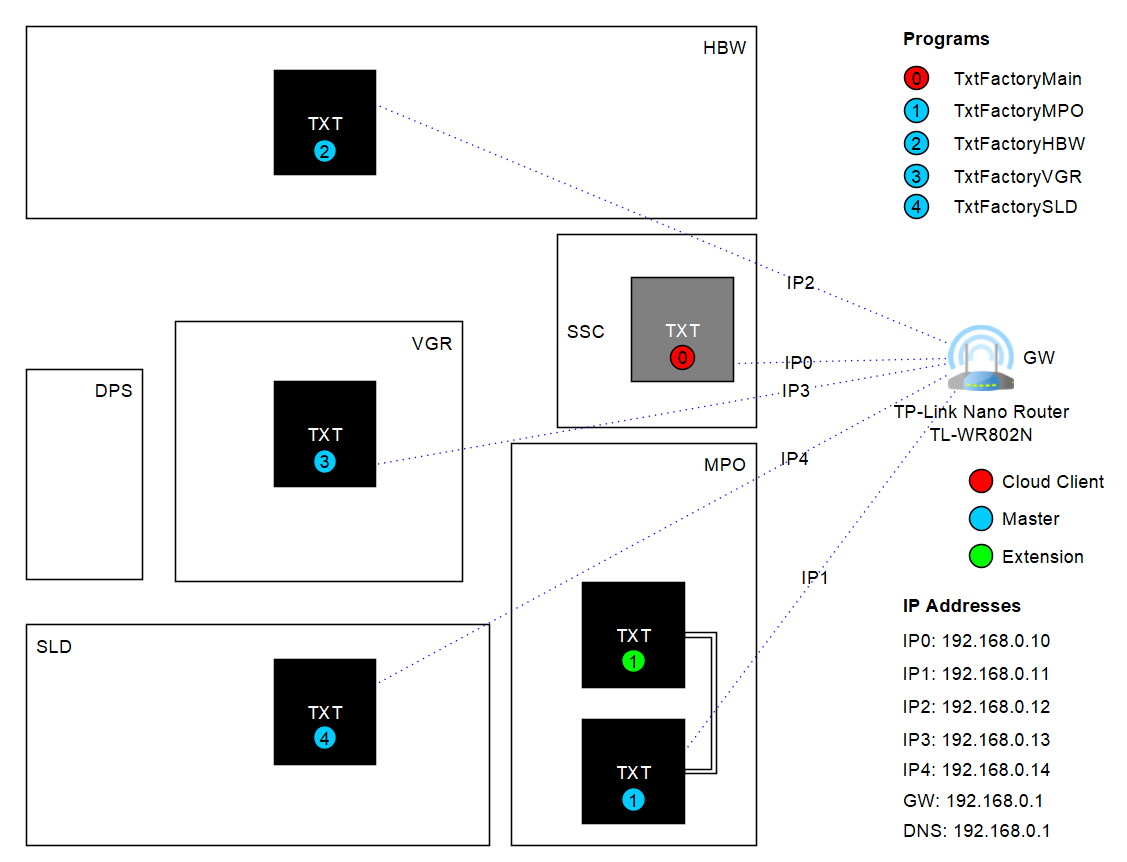 HBW
TXT
2
Programs
0 TxtFactoryMain
1 TxtFactoryMPO
2 TxtFactoryHBW
3 TxtFactoryVGR
4 TxtFactorySLD
IP2
SSC
TXT
0
IP0
IP3
GW
TP-Link Nano Router
TL-WR802N
VGR
TXT
3
DPS
IP4
MPO
Cloud Client
Master
Extension
IP1
TXT
1
TXT
1
SLD
TXT
4
IP Addresses
IP0: 192.168.0.10
IP1: 192.168.0.11
IP2: 192.168.0.12
IP3: 192.168.0.13
IP4: 192.168.0.14
GW: 192.168.0.1
DNS: 192.168.0.1